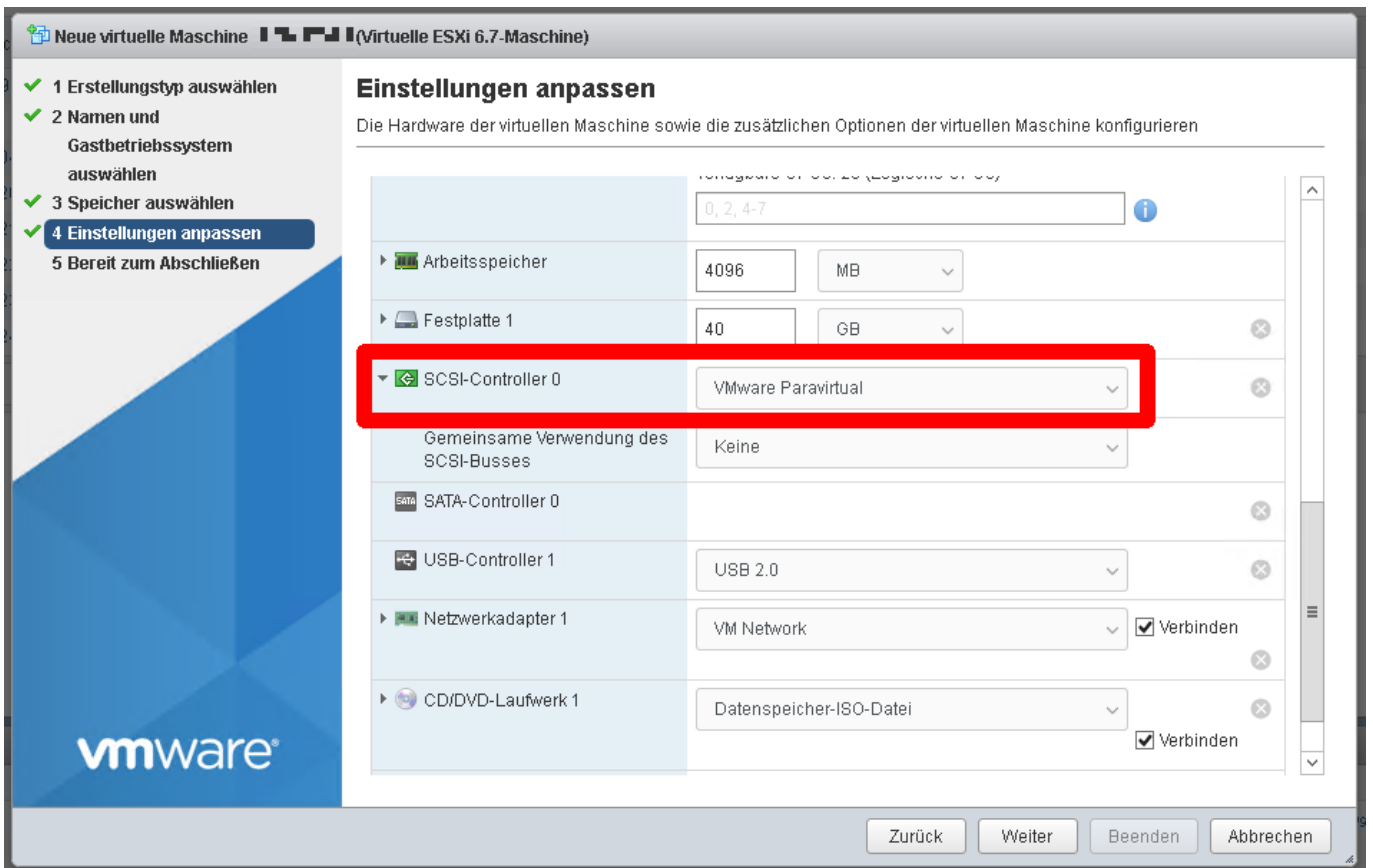 Neue virtuelle Maschine (Virtuelle ESXi 6.7-Maschine)
1 Erstellungstyp auswählen
2 Namen und
Gastbetriebssystem
auswählen
3 Speicher auswählen
4 Einstellungen anpassen
5 Bereit zum Abschließen
vmware®
Einstellungen anpassen
Die Hardware der virtuellen Maschine sowie die zusätzlichen Optionen der virtuellen Maschine konfigurieren
0, 2, 4-7
Arbeitsspeicher 4096 MB
Festplatte 1 40 GB
SCSI-Controller 0 VMware Paravirtual
Gemeinsame Verwendung des
SCSI-Busses Keine
SATA SATA-Controller 0
USB-Controller 1 USB 2.0
Netzwerkadapter 1 VM Network Verbinden
CD/DVD-Laufwerk 1 Datenspeicher-ISO-Datei
Verbinden
Zurück Weiter Beenden Abbrechen